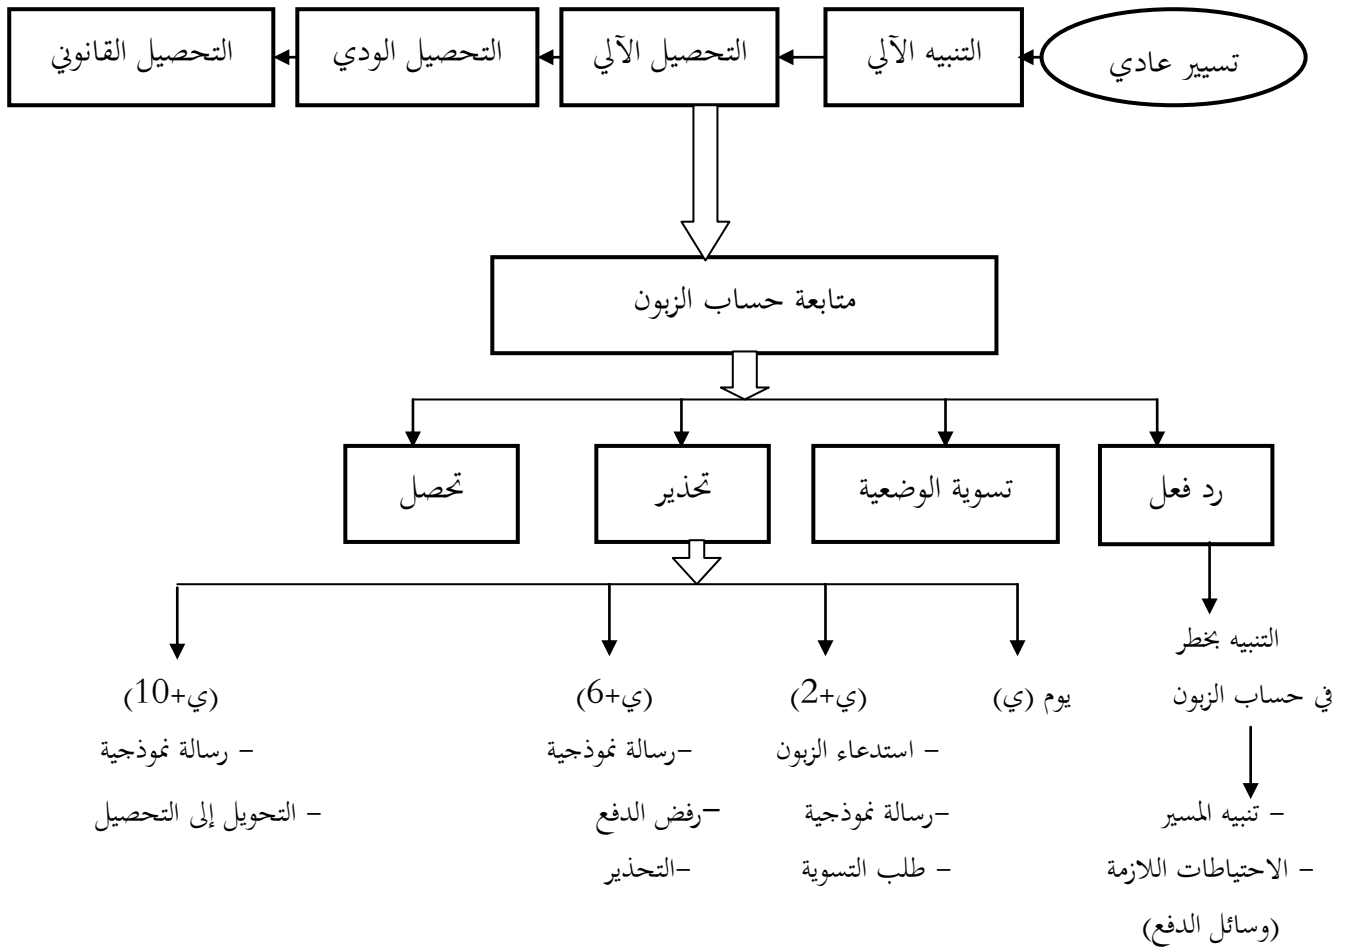 تسيير عادي
التنبيه الآلي
التحصيل الآلي
التحصيل الودي
التحصيل القانوني
متابعة حساب الزبون
رد فعل
تسوية الوضعية
تحذير
تحصل
التنبيه بخطر
في حساب الزبون
– تنبيه المسير
– الاحتياطات اللازمة
(وسائل الدفع)
يوم (ي)
(ي+2)
– استدعاء الزبون
–رسالة نموذجية
– طلب التسوية
(ي+6)
–رسالة نموذجية
–رفض الدفع
–التحذير
(ي+10)
– رسالة نموذجية
– التحويل إلى التحصيل